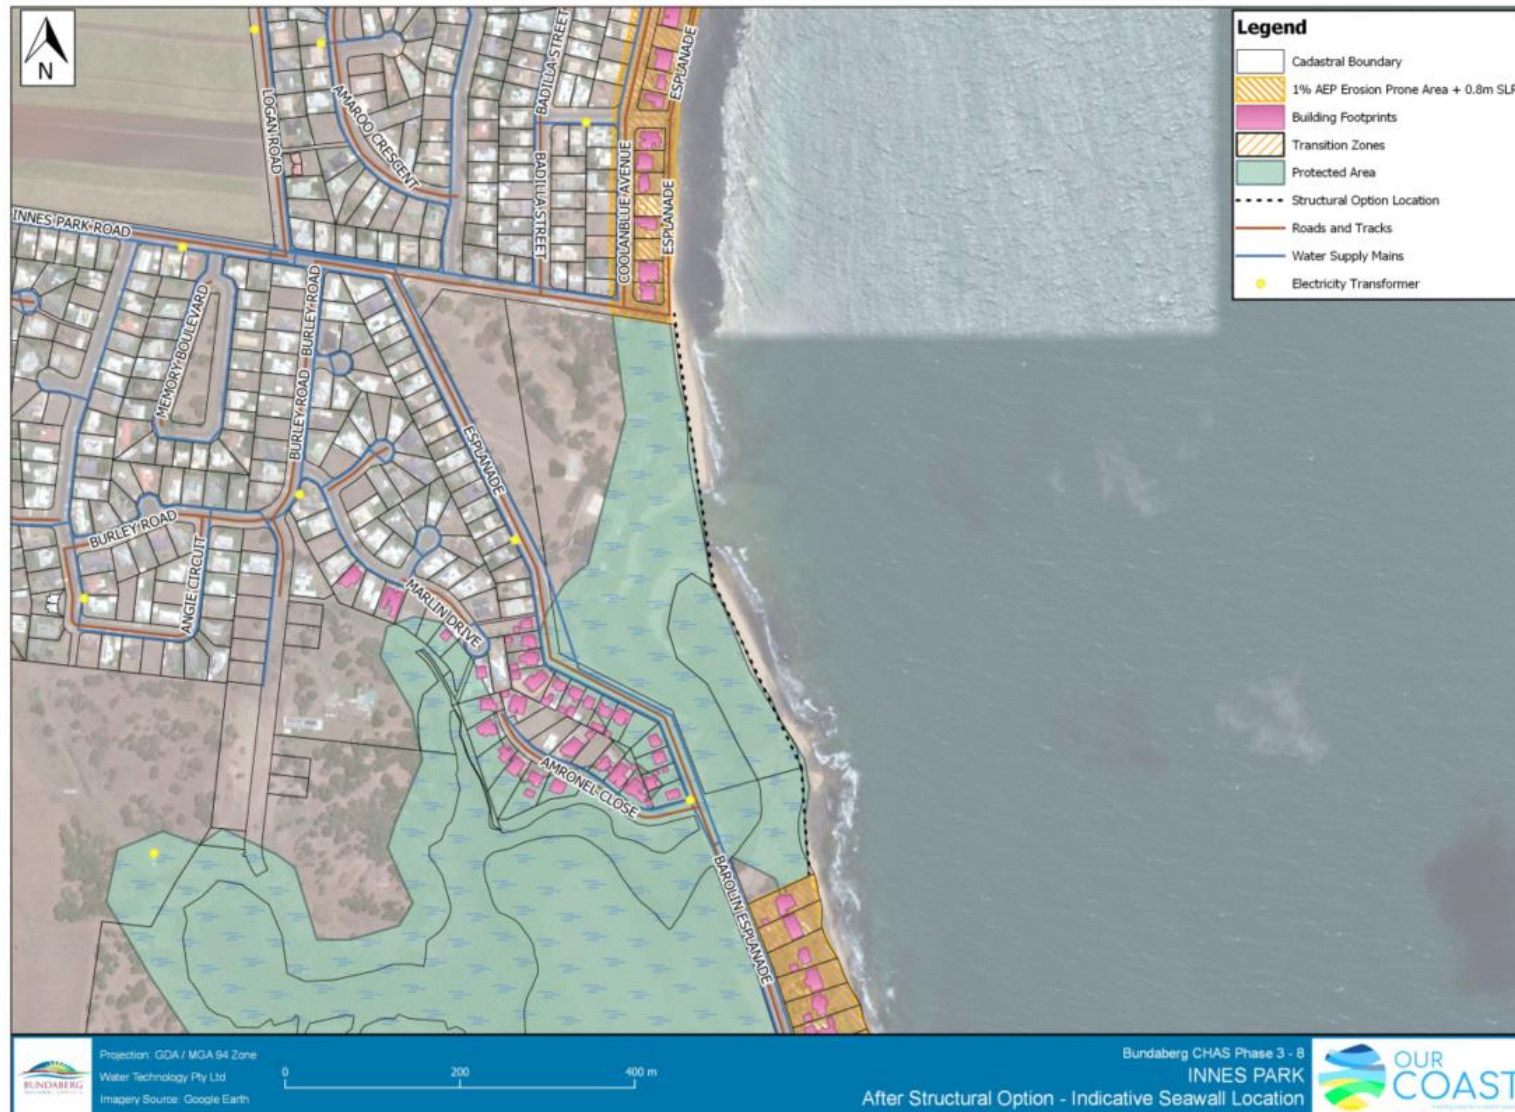 N
Legend
Cadastral Boundary
1% AEP Erosion Prone Area + 0.8m SLR
Building Footprints
Transition Zones
Protected Area
Structural Option Location
Roads and Tracks
Water Supply Mains
Electricity Transformer
BADILLA STREET
ESPLANADE
LOGAN ROAD
AMAROO CRESCENT
BADILLA STREET
COOLANBLUE AVENUE
ESPLANADE
INNES PARK ROAD
MEMORY BOULEVARD
BURLEY ROAD
BURLEY ROAD
ESPLANADE
BURLEY ROAD
ANGIE CIRCUIT
MARLIN DRIVE
AMRONEL CLOSE
BAROLIN ESPLANADE
BUNDABERG
Projection: GDA / MGA 94 Zone
Water Technology Pty Ltd
Imagery Source: Google Earth
0 200 400 m
Bundaberg CHAS Phase 3 - 8
INNES PARK
After Structural Option - Indicative Seawall Location
OUR
COAST